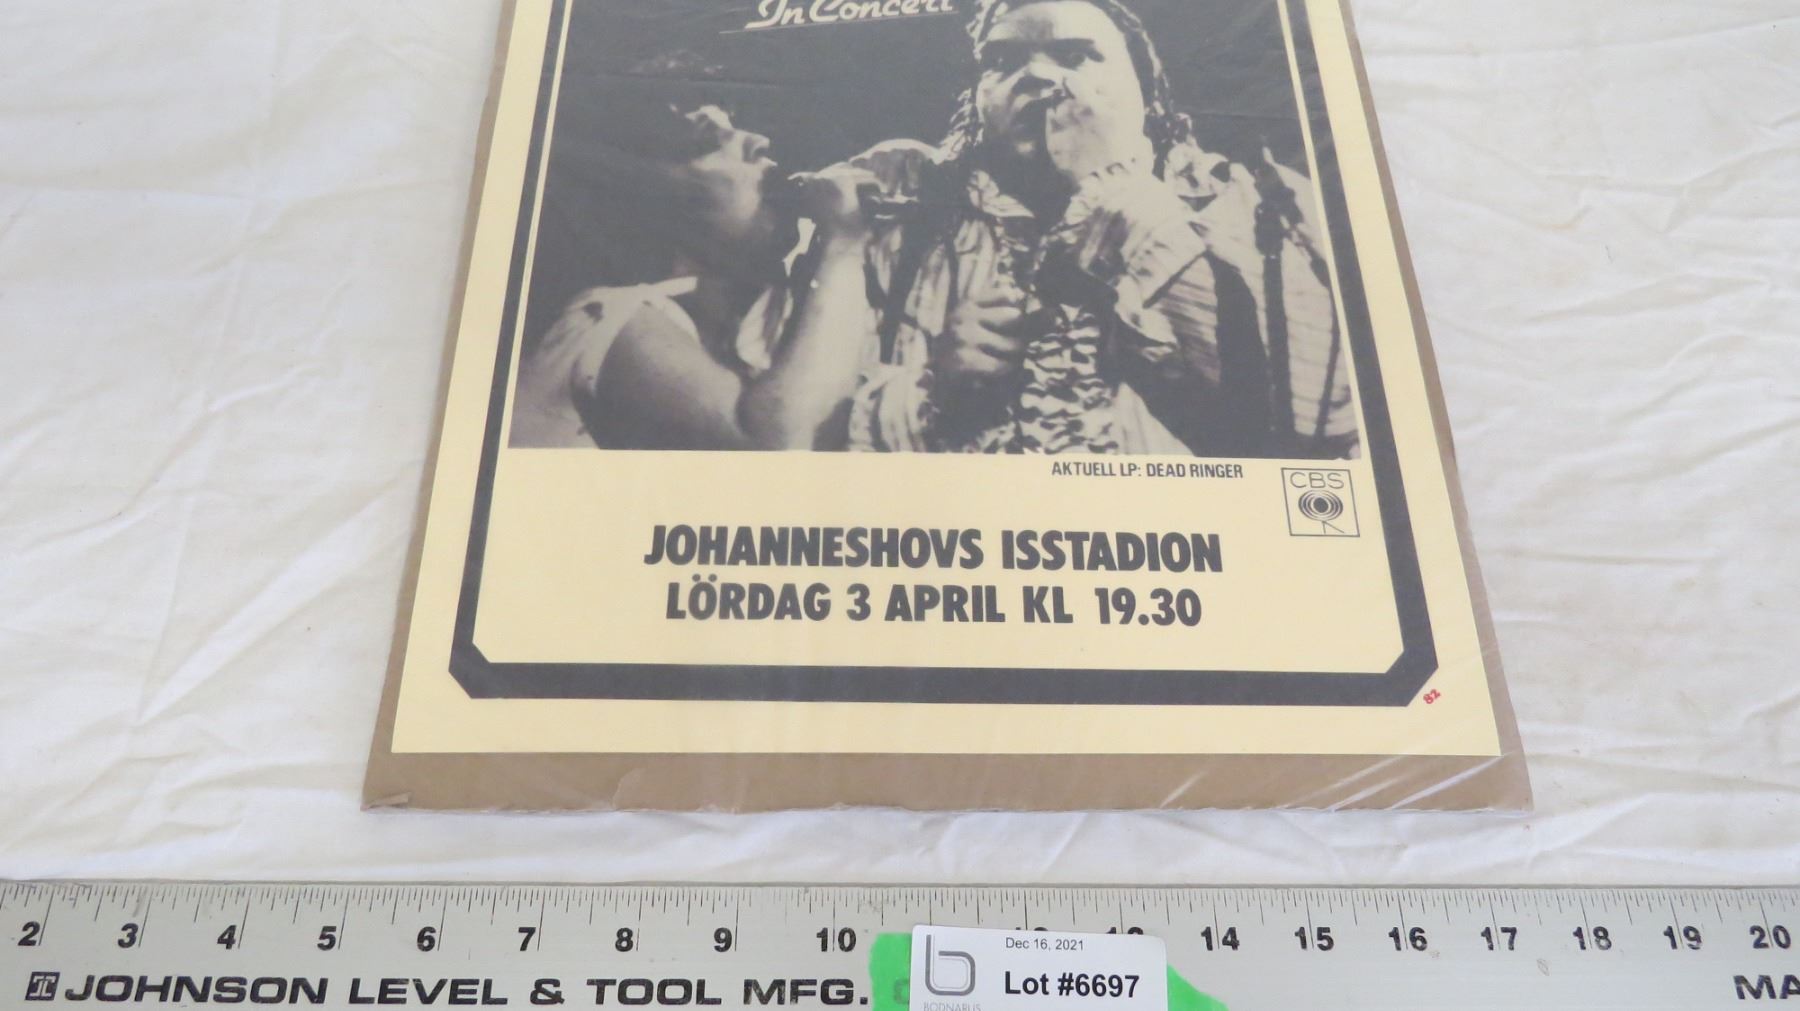 In Concert
AKTUELL LP: DEAD RINGER
CBS
JOHANNESHOVS ISSTADION
LÖRDAG 3 APRIL KL 19.30
82
2 3 4 5 6 7 8 9 10 14 15 16 17 18 19 20
JOHNSON LEVEL & TOOL MFG.
MA
Dec 16, 2021
Lot #6697
BODNARUS